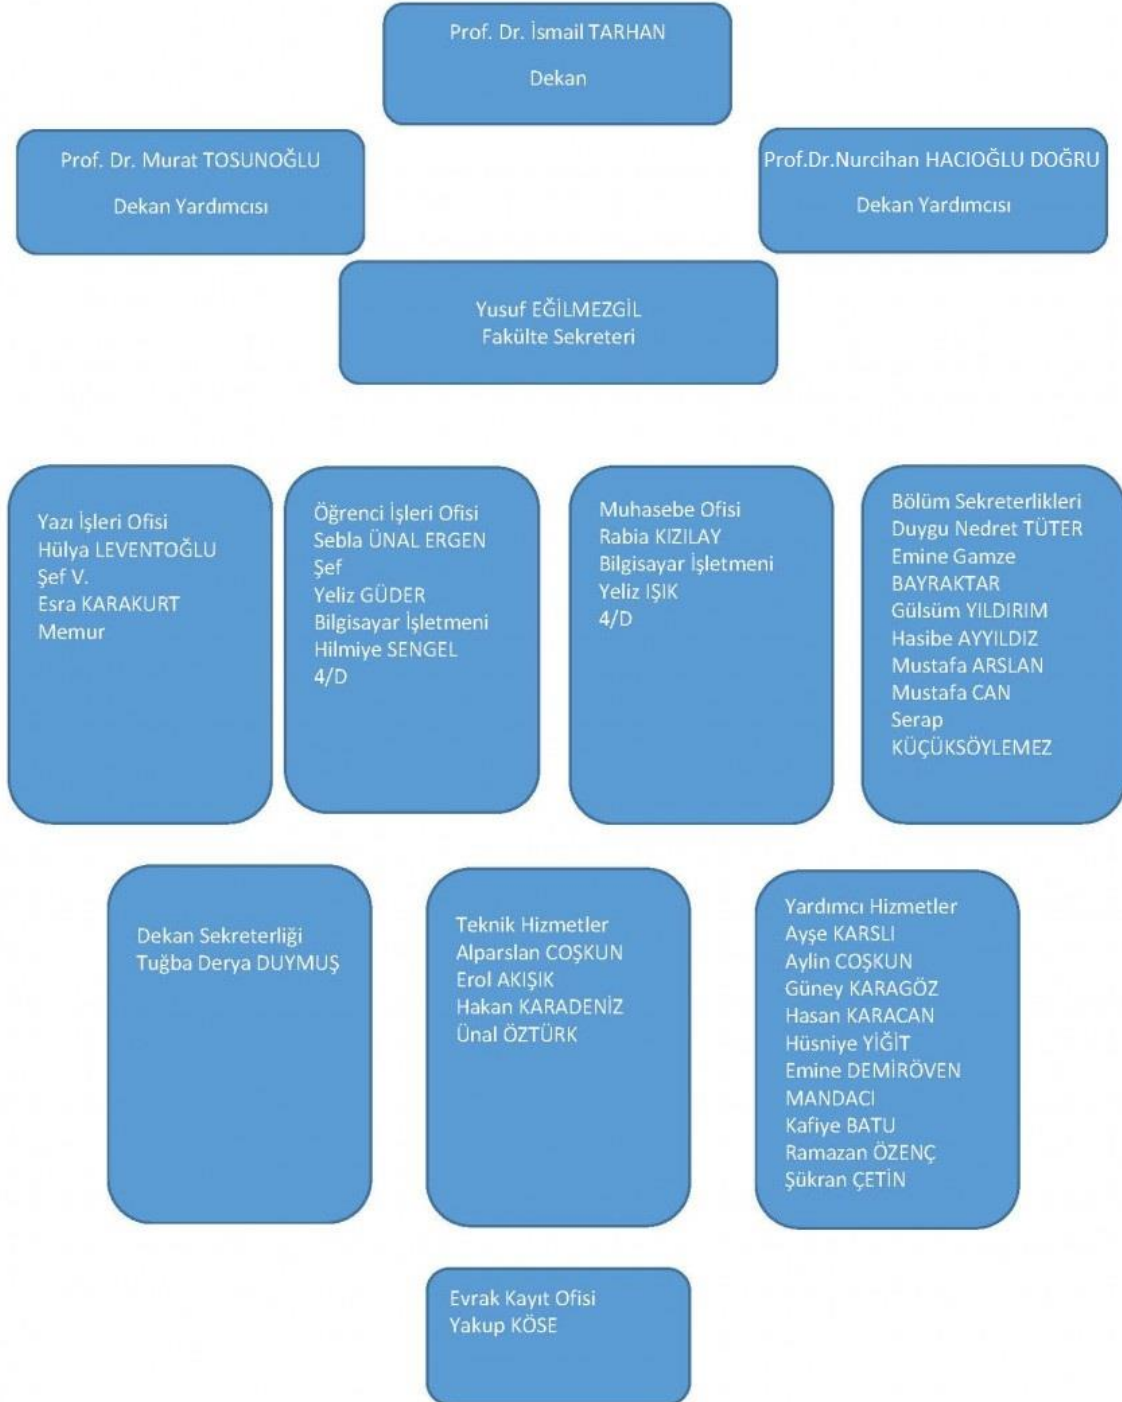 Prof. Dr. İsmail TARHAN
Dekan
Prof. Dr. Murat TOSUNOĞLU
Dekan Yardımcısı
Prof.Dr.Nurcihan HACIOĞLU DOĞRU
Dekan Yardımcısı
Yusuf EĞİLMEZGİL
Fakülte Sekreteri
Yazı İşleri Ofisi
Hülya LEVENTOĞLU
Şef V.
Esra KARAKURT
Memur
Öğrenci İşleri Ofisi
Sebla ÜNAL ERGEN
Şef
Yeliz GÜDER
Bilgisayar İşletmeni
Hilmiye SENGEL
4/D
Muhasebe Ofisi
Rabia KIZILAY
Bilgisayar İşletmeni
Yeliz IŞIK
4/D
Bölüm Sekreterlikleri
Duygu Nedret TÜTER
Emine Gamze
BAYRAKTAR
Gülsüm YILDIRIM
Hasibe AYYILDIZ
Mustafa ARSLAN
Mustafa CAN
Serap
KÜÇÜKSÖYLEMEZ
Dekan Sekreterliği
Tuğba Derya DUYMUŞ
Teknik Hizmetler
Alparslan COŞKUN
Erol AKIŞIK
Hakan KARADENİZ
Ünal ÖZTÜRK
Yardımcı Hizmetler
Ayşe KARSLI
Aylin COŞKUN
Güney KARAGÖZ
Hasan KARACAN
Hüsniye YİĞİT
Emine DEMİRÖVEN
MANDACI
Kafiye BATU
Ramazan ÖZENÇ
Şükran ÇETİN
Evrak Kayıt Ofisi
Yakup KÖSE